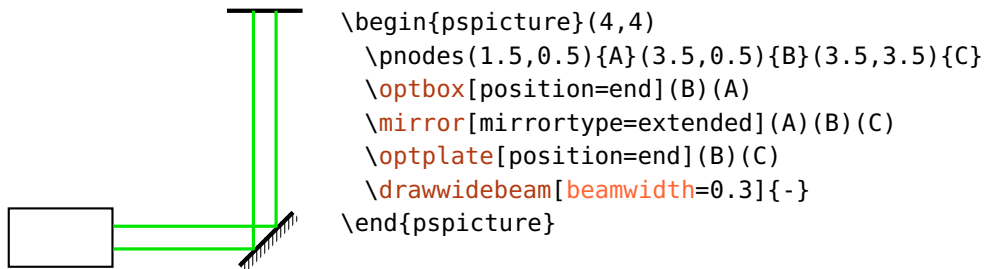 \begin{pspicture}(4,4)
  \pnodes(1.5,0.5){A}(3.5,0.5){B}(3.5,3.5){C}
  \optbox[position=end](B)(A)
  \mirror[mirrortype=extended](A)(B)(C)
  \optplate[position=end](B)(C)
  \drawwidebeam[beamwidth=0.3]{-}
\end{pspicture}